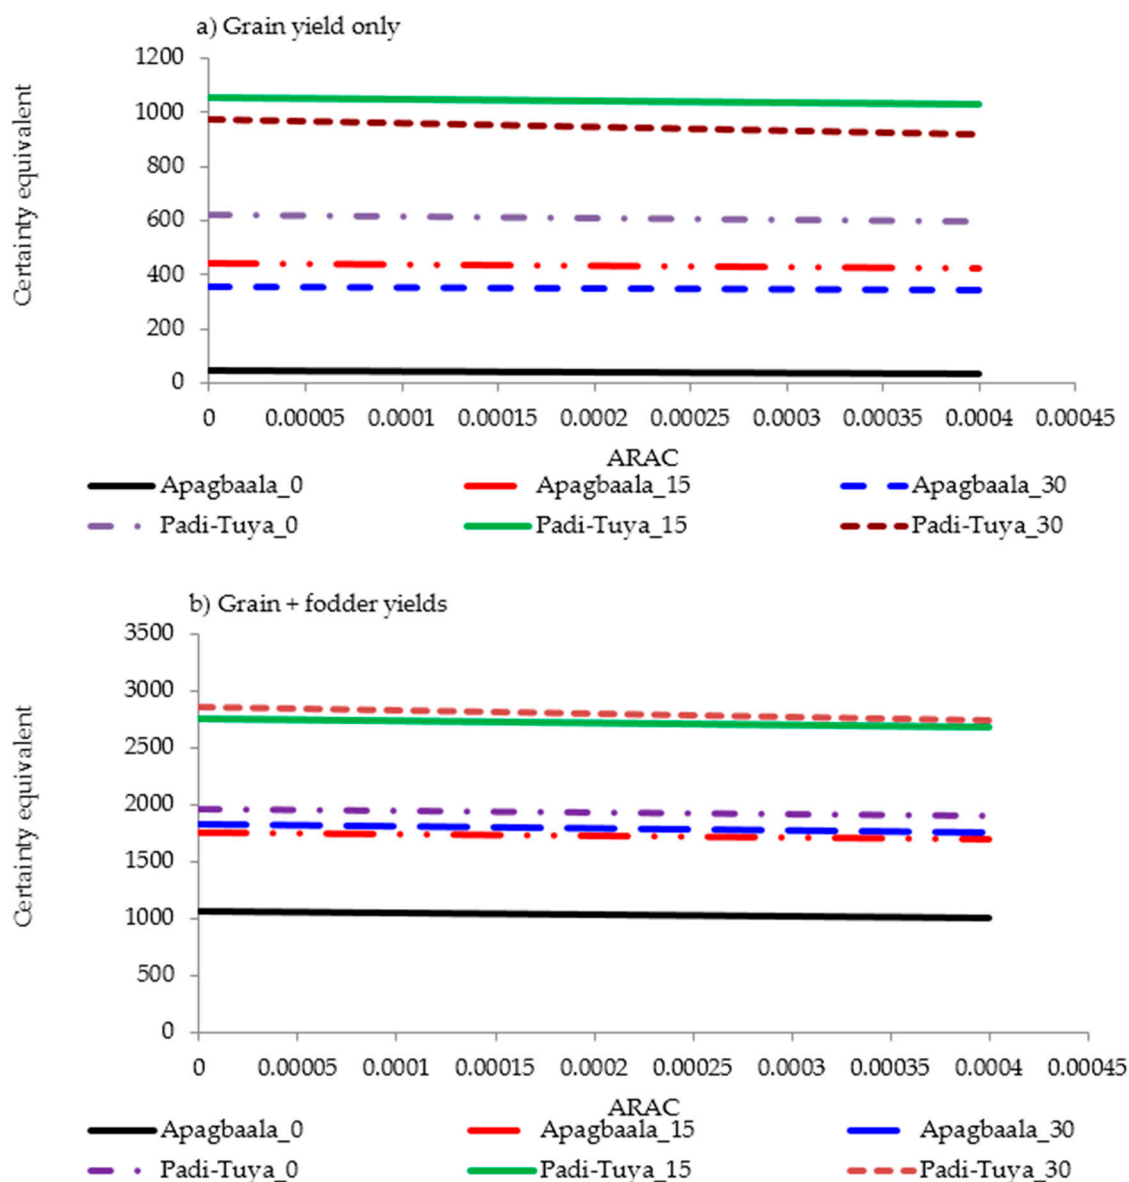 a) Grain yield only
Certainty equivalent
1200
1000
800
600
400
200
0
0 0.00005 0.0001 0.00015 0.0002 0.00025 0.0003 0.00035 0.0004 0.00045
ARAC
Apagbaala_0 Apagbaala_15 Apagbaala_30
Padi-Tuya_0 Padi-Tuya_15 Padi-Tuya_30
b) Grain + fodder yields
Certainty equivalent
3500
3000
2500
2000
1500
1000
500
0
0 0.00005 0.0001 0.00015 0.0002 0.00025 0.0003 0.00035 0.0004 0.00045
ARAC
Apagbaala_0 Apagbaala_15 Apagbaala_30
Padi-Tuya_0 Padi-Tuya_15 Padi-Tuya_30